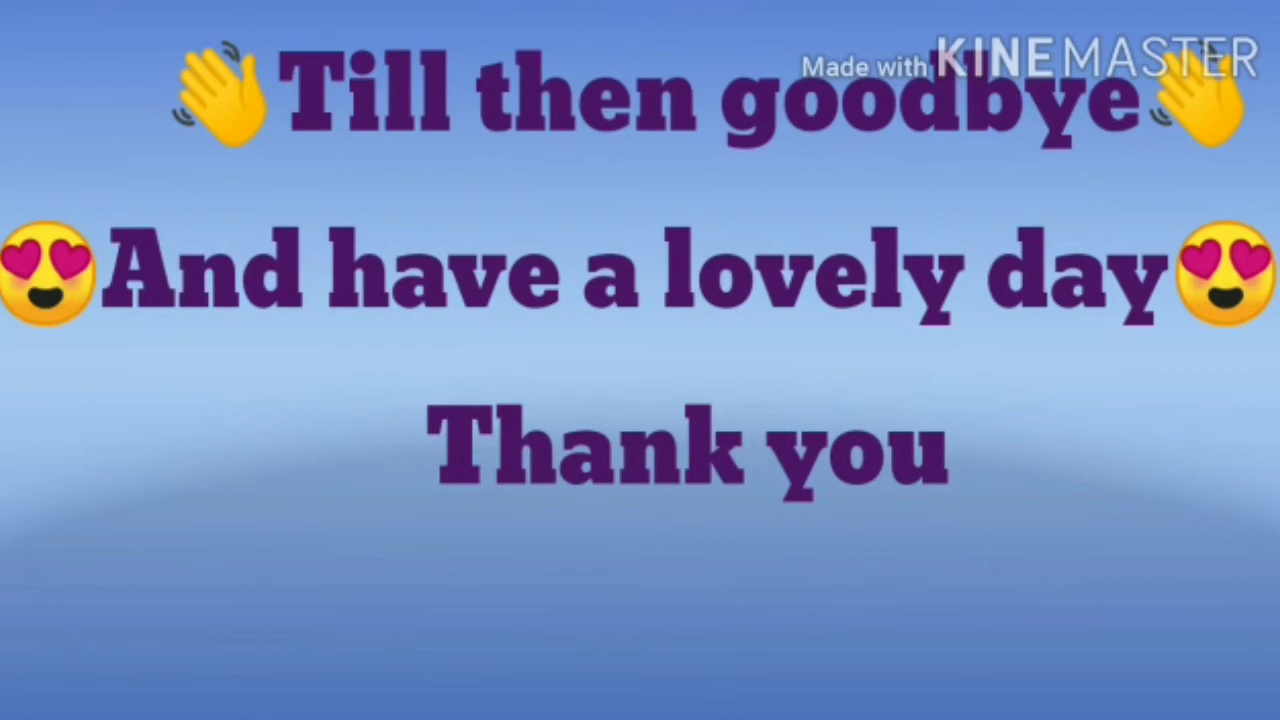 Made with KINEMASTER
👋Till then goodbye👋
😍And have a lovely day😍
Thank you